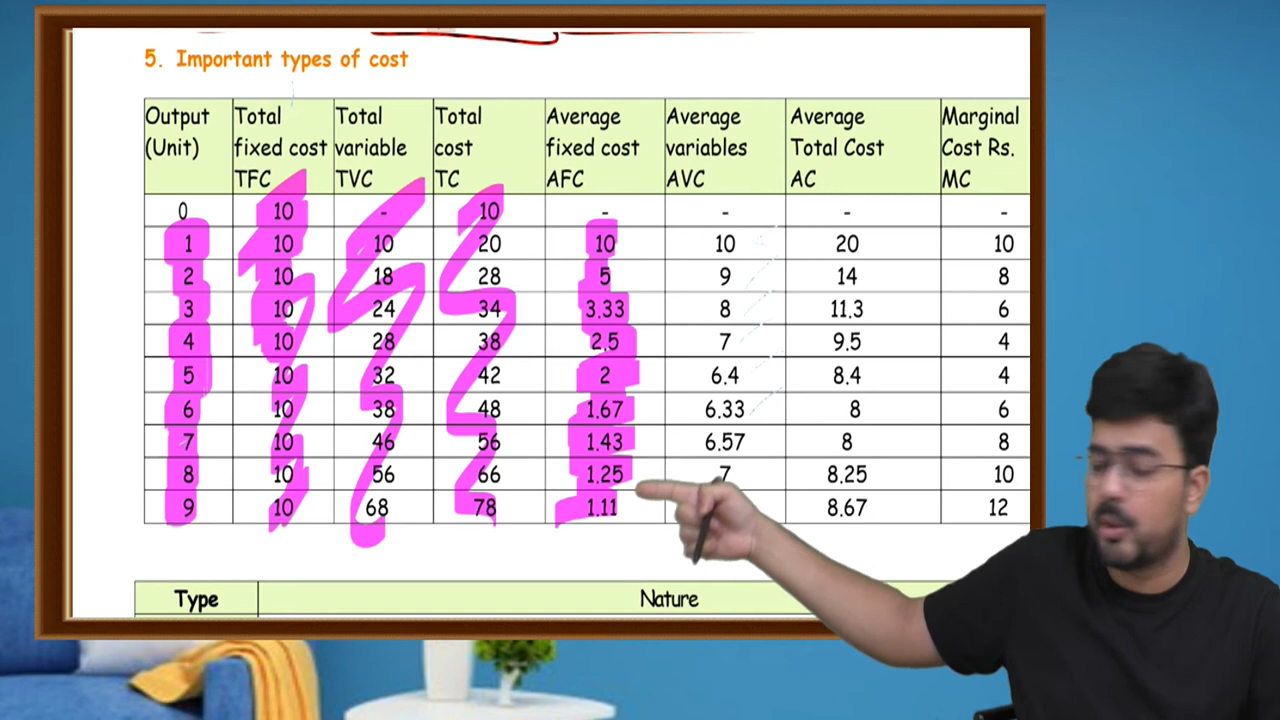 5. Important types of cost
Output (Unit) Total fixed cost TFC Total variable TVC Total cost TC Average fixed cost AFC Average variables AVC Average Total Cost AC Marginal Cost Rs. MC
0 10 - 10 - - - -
1 10 10 20 10 10 20 10
2 10 18 28 5 9 14 8
3 10 24 34 3.33 8 11.3 6
4 10 28 38 2.5 7 9.5 4
5 10 32 42 2 6.4 8.4 4
6 10 38 48 1.67 6.33 8 6
7 10 46 56 1.43 6.57 8 8
8 10 56 66 1.25 7 8.25 10
9 10 68 78 1.11 8.67 12
Type Nature